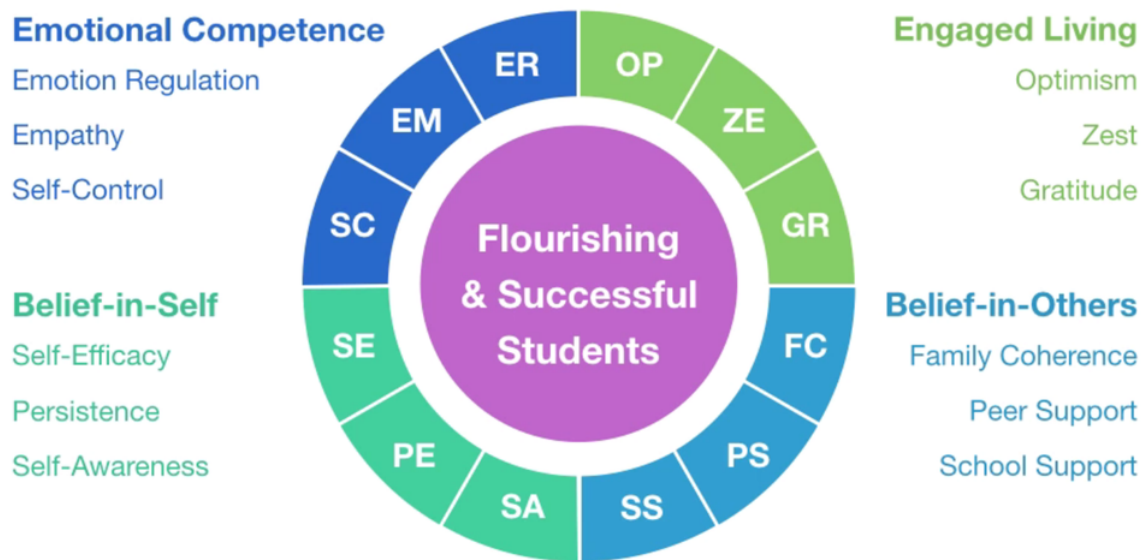 Emotional Competence
Emotion Regulation
Empathy
Self-Control
Belief-in-Self
Self-Efficacy
Persistence
Self-Awareness
ER
EM
SC
SE
PE
SA
OP
ZE
GR
FC
PS
SS
Flourishing
& Successful
Students
Engaged Living
Optimism
Zest
Gratitude
Belief-in-Others
Family Coherence
Peer Support
School Support